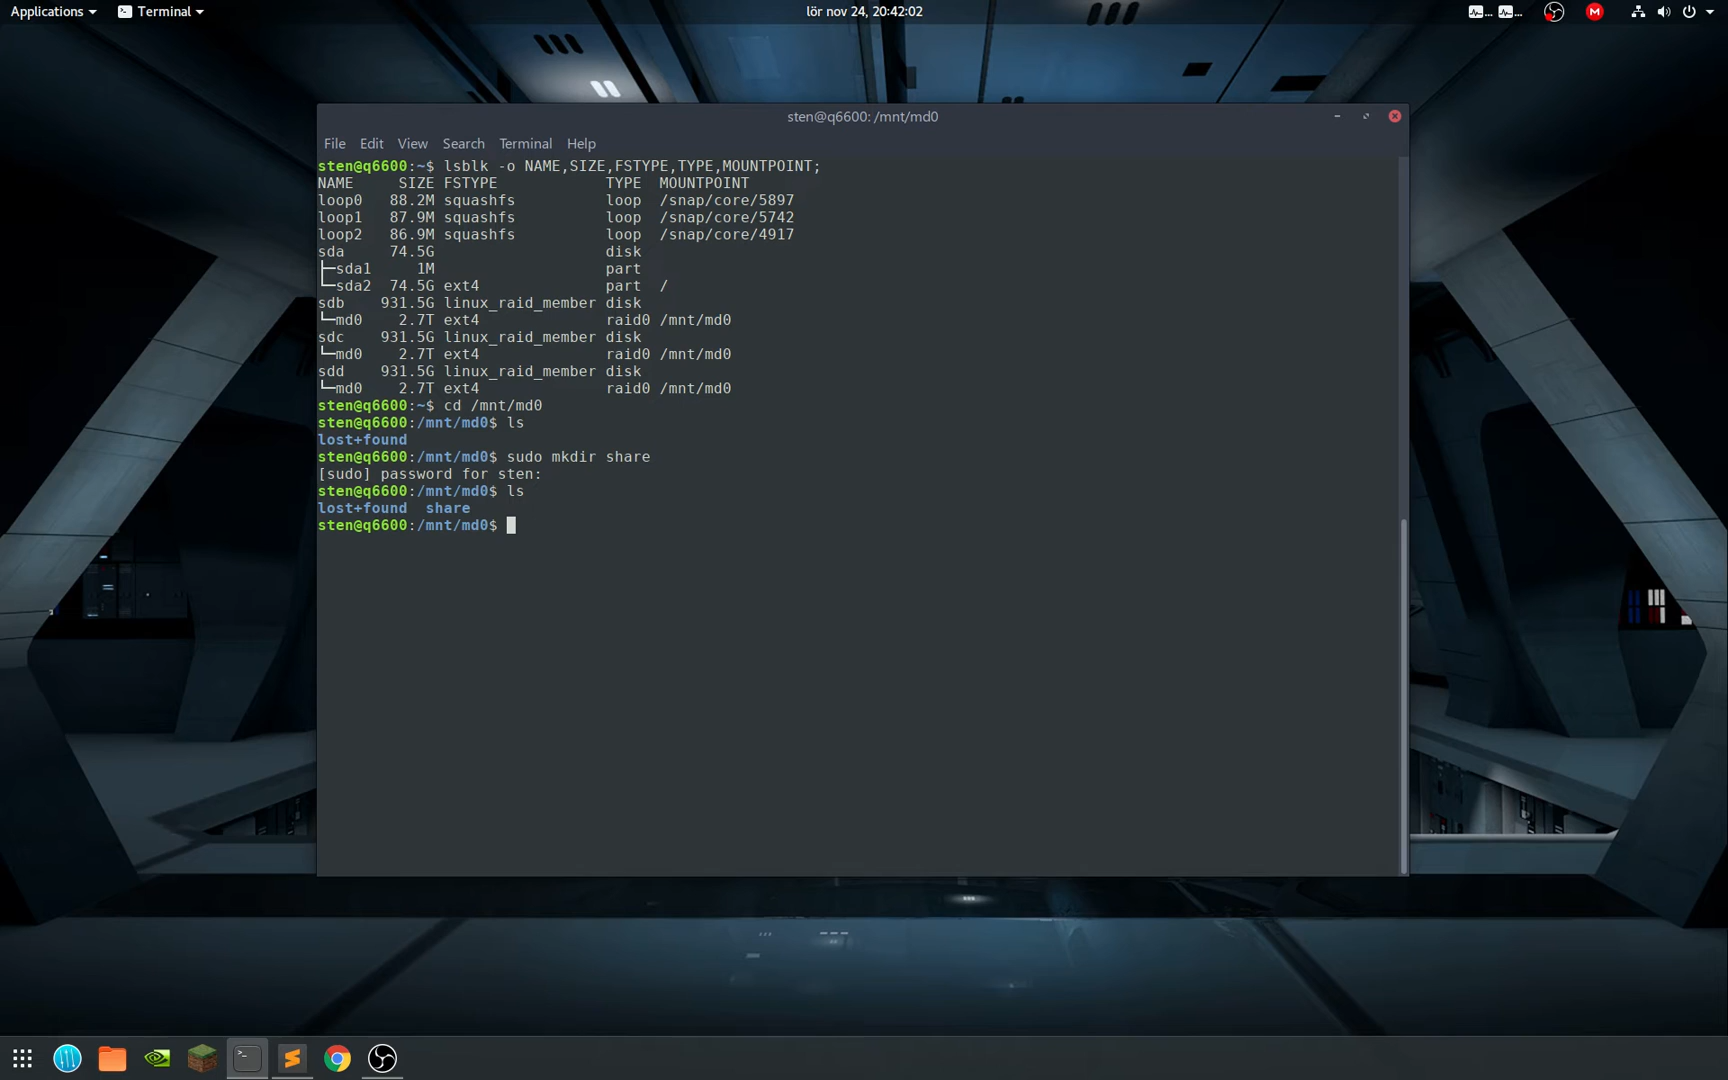 Applications Terminal lör nov 24, 20:42:02
sten@q6600: /mnt/md0
File Edit View Search Terminal Help
sten@q6600:~$ lsblk -o NAME,SIZE,FSTYPE,TYPE,MOUNTPOINT;
NAME SIZE FSTYPE TYPE MOUNTPOINT
loop0 88.2M squashfs loop /snap/core/5897
loop1 87.9M squashfs loop /snap/core/5742
loop2 86.9M squashfs loop /snap/core/4917
sda 74.5G disk
├─sda1 1M part
└─sda2 74.5G ext4 part /
sdb 931.5G linux_raid_member disk
└─md0 2.7T ext4 raid0 /mnt/md0
sdc 931.5G linux_raid_member disk
└─md0 2.7T ext4 raid0 /mnt/md0
sdd 931.5G linux_raid_member disk
└─md0 2.7T ext4 raid0 /mnt/md0
sten@q6600:~$ cd /mnt/md0
sten@q6600:/mnt/md0$ ls
lost+found
sten@q6600:/mnt/md0$ sudo mkdir share
[sudo] password for sten:
sten@q6600:/mnt/md0$ ls
lost+found share
sten@q6600:/mnt/md0$